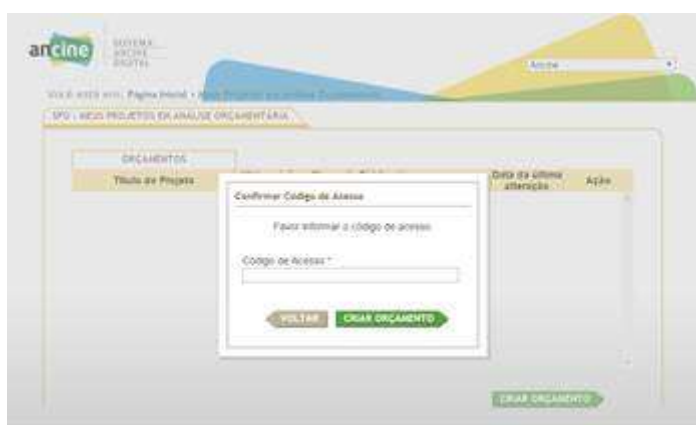 ancine
SISTEMA
ANCINE
DIGITAL
Ancine
Você está em: Página Inicial ›
SPO - MEUS PROJETOS EM ANÁLISE ORÇAMENTÁRIA
ORÇAMENTOS
Título do Projeto
Data da última
alteração
Ação
Confirmar Código de Acesso
Favor informar o código de acesso
Código de Acesso *
VOLTAR
CRIAR ORÇAMENTO
CRIAR ORÇAMENTO